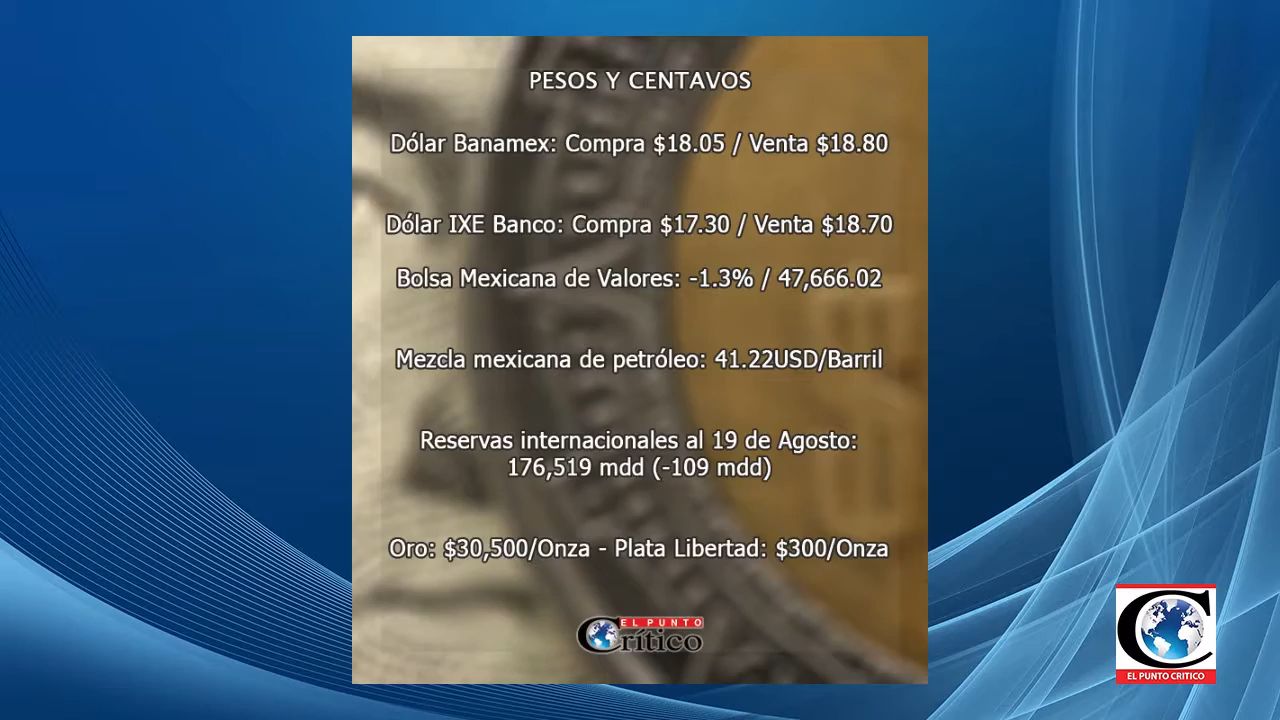 PESOS Y CENTAVOS
Dólar Banamex: Compra $18.05 / Venta $18.80
Dólar IXE Banco: Compra $17.30 / Venta $18.70
Bolsa Mexicana de Valores: -1.3% / 47,666.02
Mezcla mexicana de petróleo: 41.22USD/Barril
Reservas internacionales al 19 de Agosto:
176,519 mdd (-109 mdd)
Oro: $30,500/Onza - Plata Libertad: $300/Onza
EL PUNTO
Crítico
C
EL PUNTO CRITICO